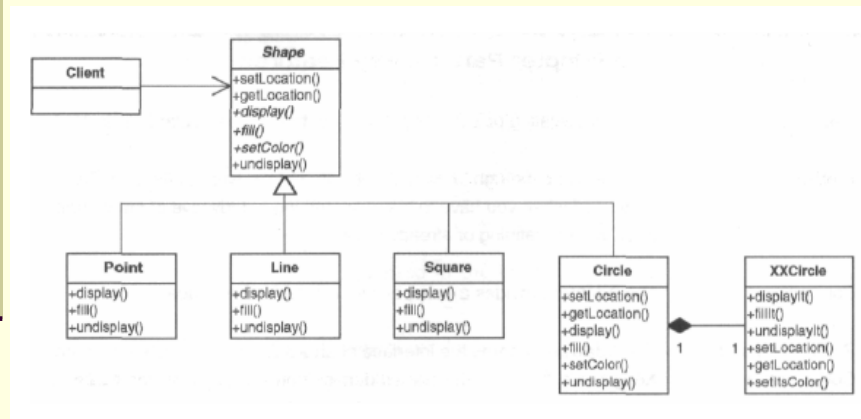 Client
Shape
+setLocation()
+getLocation()
+display()
+fill()
+setColor()
+undisplay()
Point
+display()
+fill()
+undisplay()
Line
+display()
+fill()
+undisplay()
Square
+display()
+fill()
+undisplay()
Circle
+setLocation()
+getLocation()
+display()
+fill()
+setColor()
+undisplay()
1
1
XXCircle
+displayIt()
+fillIt()
+undisplayIt()
+setLocation()
+getLocation()
+setItsColor()